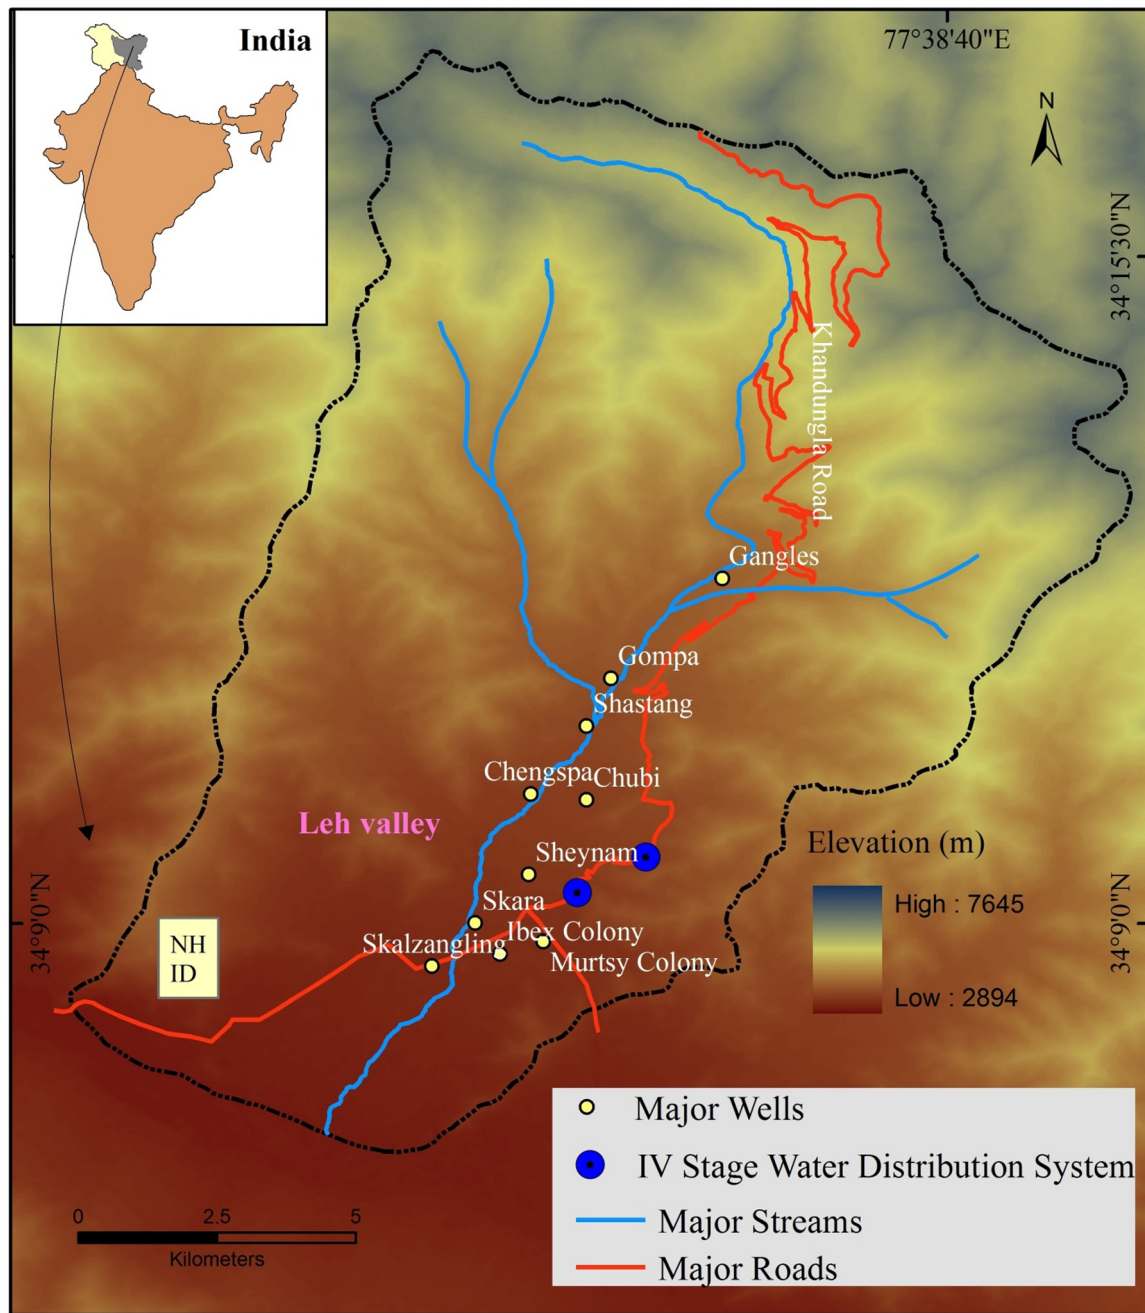 India
77°38'40"E
N
34°15'30"N
Khandungla Road
Gangles
Gompa
Shastang
Chengspa
Chubi
Leh valley
Sheynam
Skara
Ibex Colony
Skalzangling
Murtsy Colony
34°9'0"N
34°9'0"N
NH
ID
Elevation (m)
High : 7645
Low : 2894
Major Wells
IV Stage Water Distribution System
Major Streams
Major Roads
0 2.5 5
Kilometers